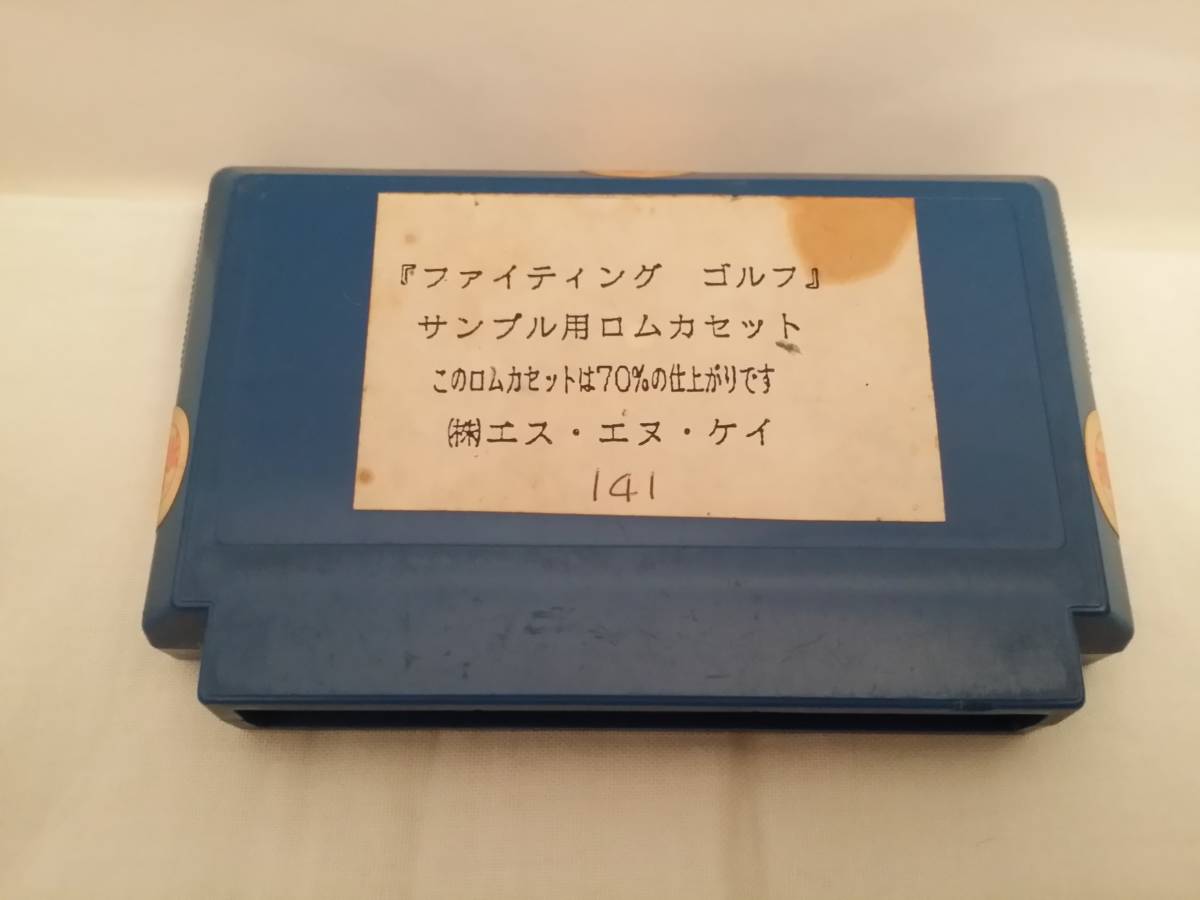 『ファイティング　ゴルフ』
サンプル用ロムカセット
このロムカセットは70%の仕上がりです
㈱エス・エヌ・ケイ
141